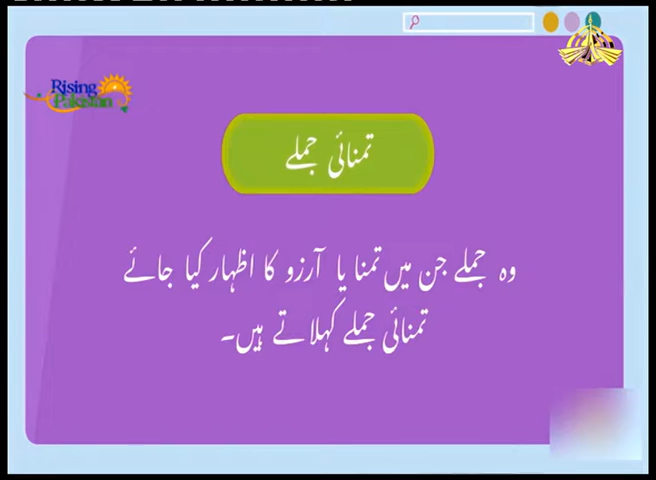 Rising
Pakistan
تمنائی جملے
وہ جملے جن میں تمنا یا آرزو کا اظہار کیا جائے
تمنائی جملے کہلاتے ہیں۔